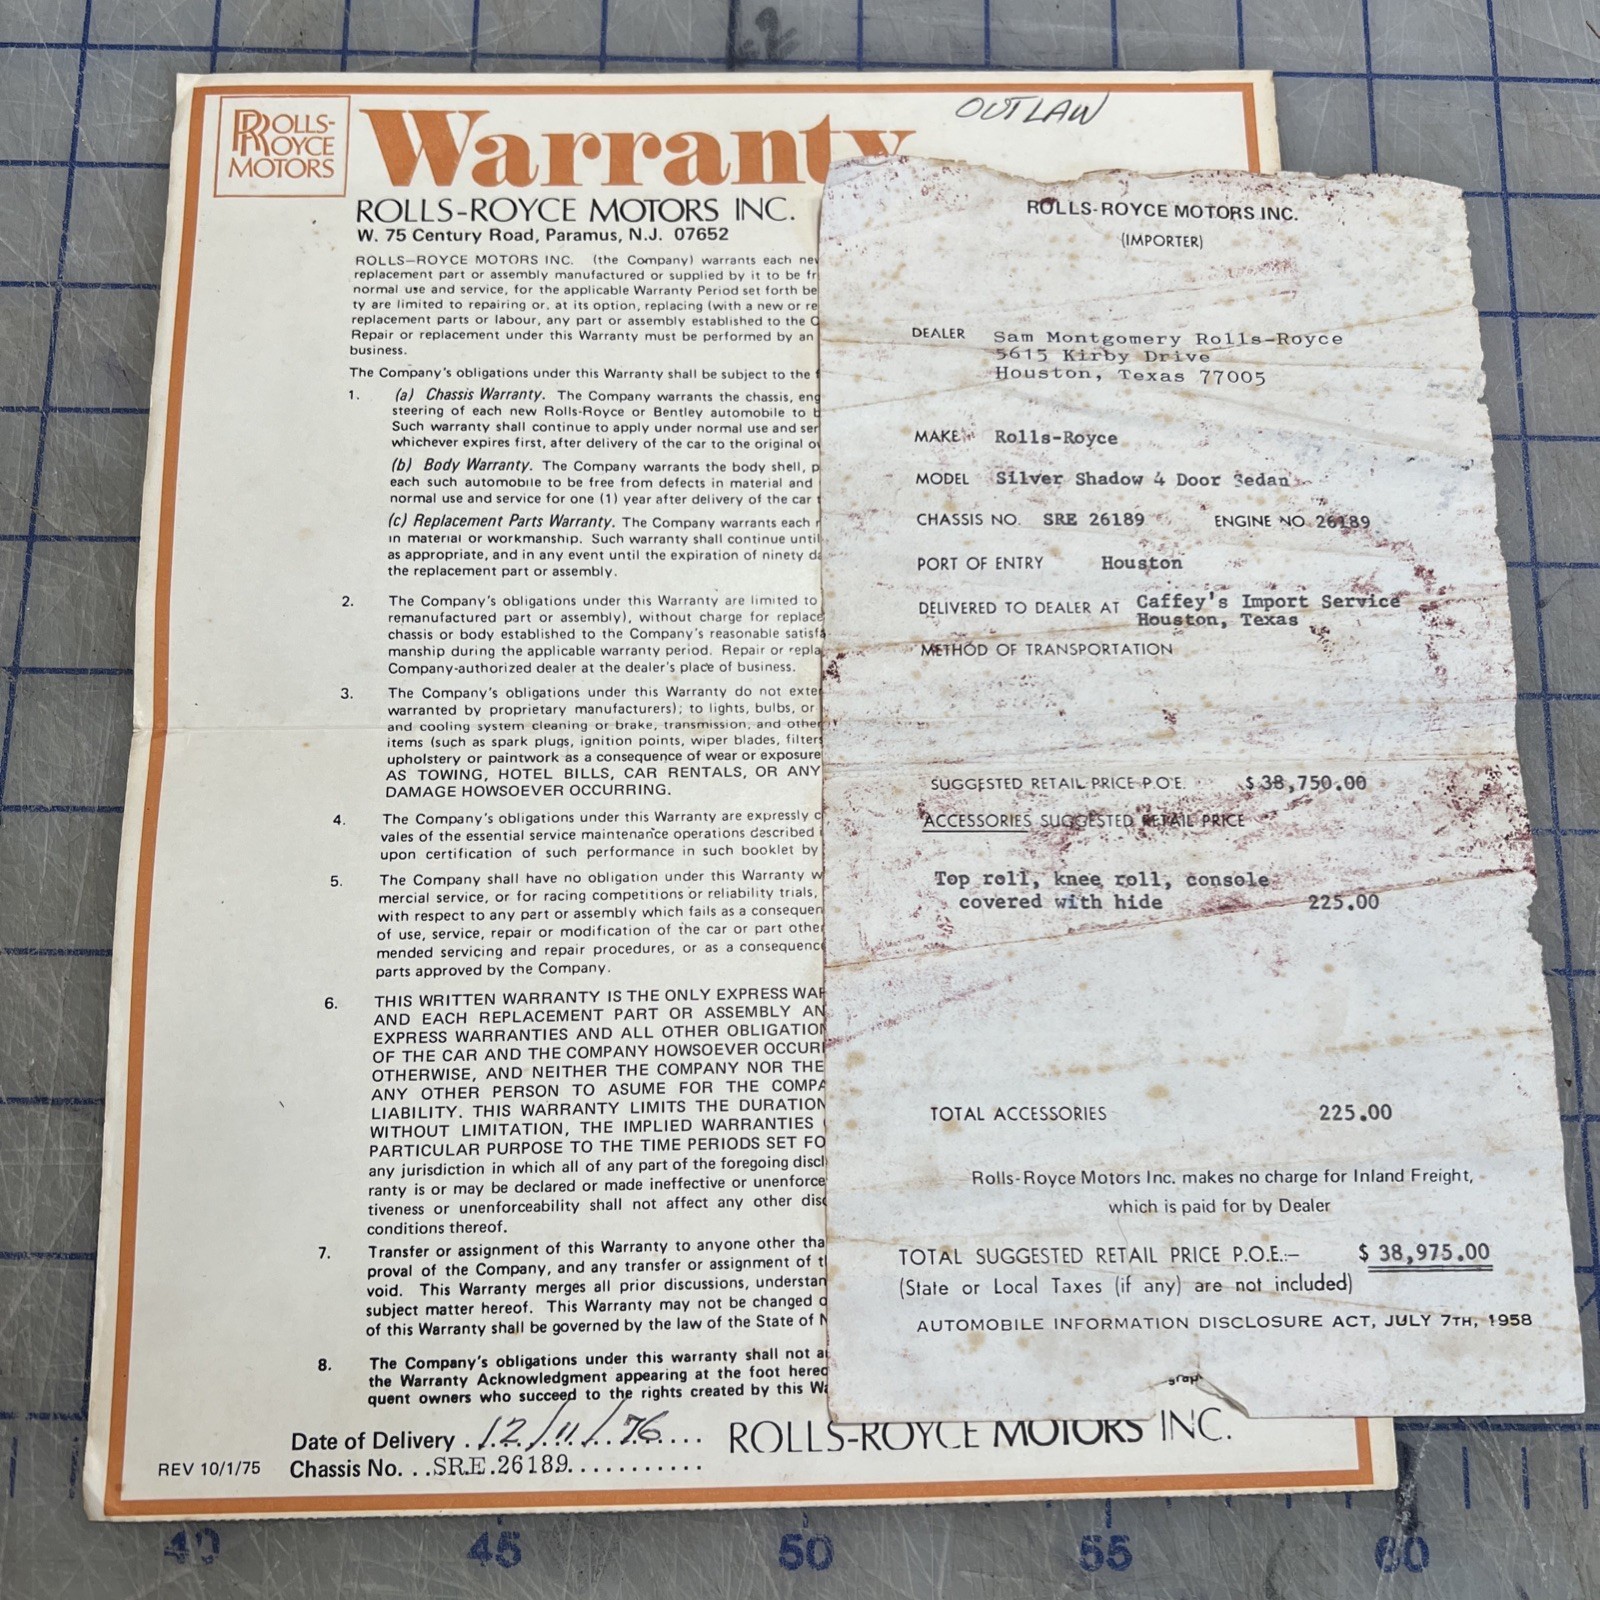 OUTLAW
ROLLS-
ROYCE
MOTORS
Warranty
ROLLS-ROYCE MOTORS INC.
W. 75 Century Road, Paramus, N.J. 07652
ROLLS-ROYCE MOTORS INC. (the Company) warrants each
replacement part or assembly manufactured or supplied by it to be
normal use and service, for the applicable Warranty Period set forth
ty are limited to repairing or, at its option, replacing (with a new or
replacement parts or labour, any part or assembly established to the
Repair or replacement under this Warranty must be performed by an
business.
The Company's obligations under this Warranty shall be subject to the
1. (a) Chassis Warranty. The Company warrants the chassis,
steering of each new Rolls-Royce or Bentley automobile to
Such warranty shall continue to apply under normal use and
whichever expires first, after delivery of the car to the original
(b) Body Warranty. The Company warrants the body shell,
each such automobile to be free from defects in material and
normal use and service for one (1) year after delivery of the car
(c) Replacement Parts Warranty. The Company warrants each
in material or workmanship. Such warranty shall continue until
as appropriate, and in any event until the expiration of ninety
the replacement part or assembly.
2. The Company's obligations under this Warranty are limited to
remanufactured part or assembly), without charge for
chassis or body established to the Company's reasonable
manship during the applicable warranty period. Repair or
Company-authorized dealer at the dealer's place of business.
3. The Company's obligations under this Warranty do not
warranted by proprietary manufacturers); to lights, bulbs, or
and cooling system cleaning or brake, transmission, and
items (such as spark plugs, ignition points, wiper blades,
upholstery or paintwork as a consequence of wear or exposure
AS TOWING, HOTEL BILLS, CAR RENTALS, OR ANY
DAMAGE HOWSOEVER OCCURRING.
4. The Company's obligations under this Warranty are expressly
vales of the essential service maintenance operations described
upon certification of such performance in such booklet by
5. The Company shall have no obligation under this Warranty
mercial service, or for racing competitions or reliability trials,
with respect to any part or assembly which fails as a
of use, service, repair or modification of the car or part
mended servicing and repair procedures, or as a
parts approved by the Company.
6. THIS WRITTEN WARRANTY IS THE ONLY EXPRESS
AND EACH REPLACEMENT PART OR ASSEMBLY
EXPRESS WARRANTIES AND ALL OTHER
OF THE CAR AND THE COMPANY HOWSOEVER
OTHERWISE, AND NEITHER THE COMPANY NOR THE
ANY OTHER PERSON TO ASUME FOR THE
LIABILITY. THIS WARRANTY LIMITS THE DURATION
WITHOUT LIMITATION, THE IMPLIED WARRANTIES
PARTICULAR PURPOSE TO THE TIME PERIODS SET
any jurisdiction in which all of any part of the foregoing
ranty is or may be declared or made ineffective or
tiveness or unenforceability shall not affect any other
conditions thereof.
7. Transfer or assignment of this Warranty to anyone other
proval of the Company, and any transfer or assignment of
void. This Warranty merges all prior discussions,
subject matter hereof. This Warranty may not be changed
of this Warranty shall be governed by the law of the State of
8. The Company's obligations under this warranty shall not
the Warranty Acknowledgment appearing at the foot
quent owners who succeed to the rights created by this
Date of Delivery . 12/11/76 ....
ROLLS-ROYCE MOTORS INC.
REV 10/1/75
Chassis No. . . SRE 26189 . . . . . . . . . . .
ROLLS-ROYCE MOTORS INC.
(IMPORTER)
DEALER Sam Montgomery Rolls-Royce
5615 Kirby Drive
Houston, Texas 77005
MAKE Rolls-Royce
MODEL Silver Shadow 4 Door Sedan
CHASSIS NO. SRE 26189 ENGINE NO 26189
PORT OF ENTRY Houston
DELIVERED TO DEALER AT Caffey's Import Service
Houston, Texas
METHOD OF TRANSPORTATION
SUGGESTED RETAIL PRICE P.O.E. $ 38,750.00
ACCESSORIES SUGGESTED RETAIL PRICE
Top roll, knee roll, console
covered with hide 225.00
TOTAL ACCESSORIES 225.00
Rolls-Royce Motors Inc. makes no charge for Inland Freight,
which is paid for by Dealer
TOTAL SUGGESTED RETAIL PRICE P.O.E.:- $ 38,975.00
(State or Local Taxes (if any) are not included)
AUTOMOBILE INFORMATION DISCLOSURE ACT, JULY 7TH, 1958
40 45 50 55 60